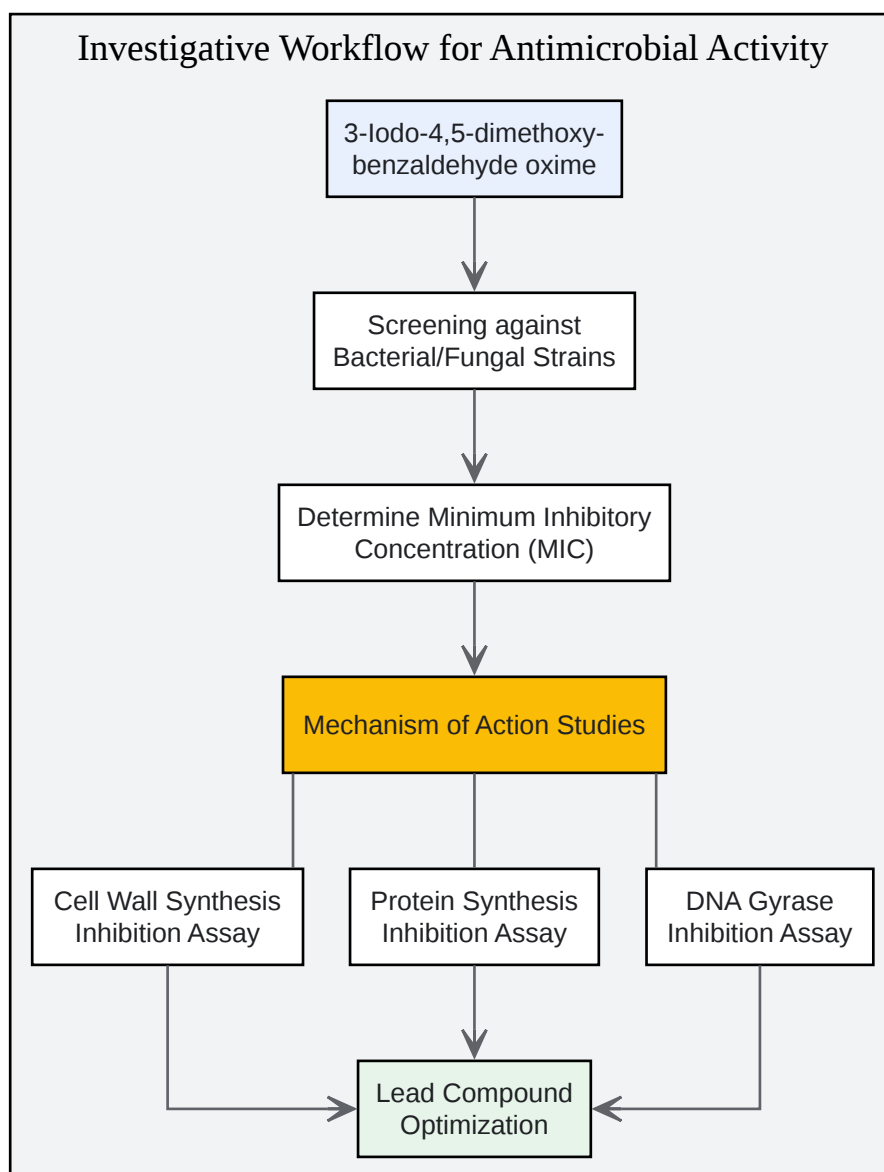 Investigative Workflow for Antimicrobial Activity
3-Iodo-4,5-dimethoxy-
benzaldehyde oxime
Screening against
Bacterial/Fungal Strains
Determine Minimum Inhibitory
Concentration (MIC)
Mechanism of Action Studies
Cell Wall Synthesis
Inhibition Assay
Protein Synthesis
Inhibition Assay
DNA Gyrase
Inhibition Assay
Lead Compound
Optimization